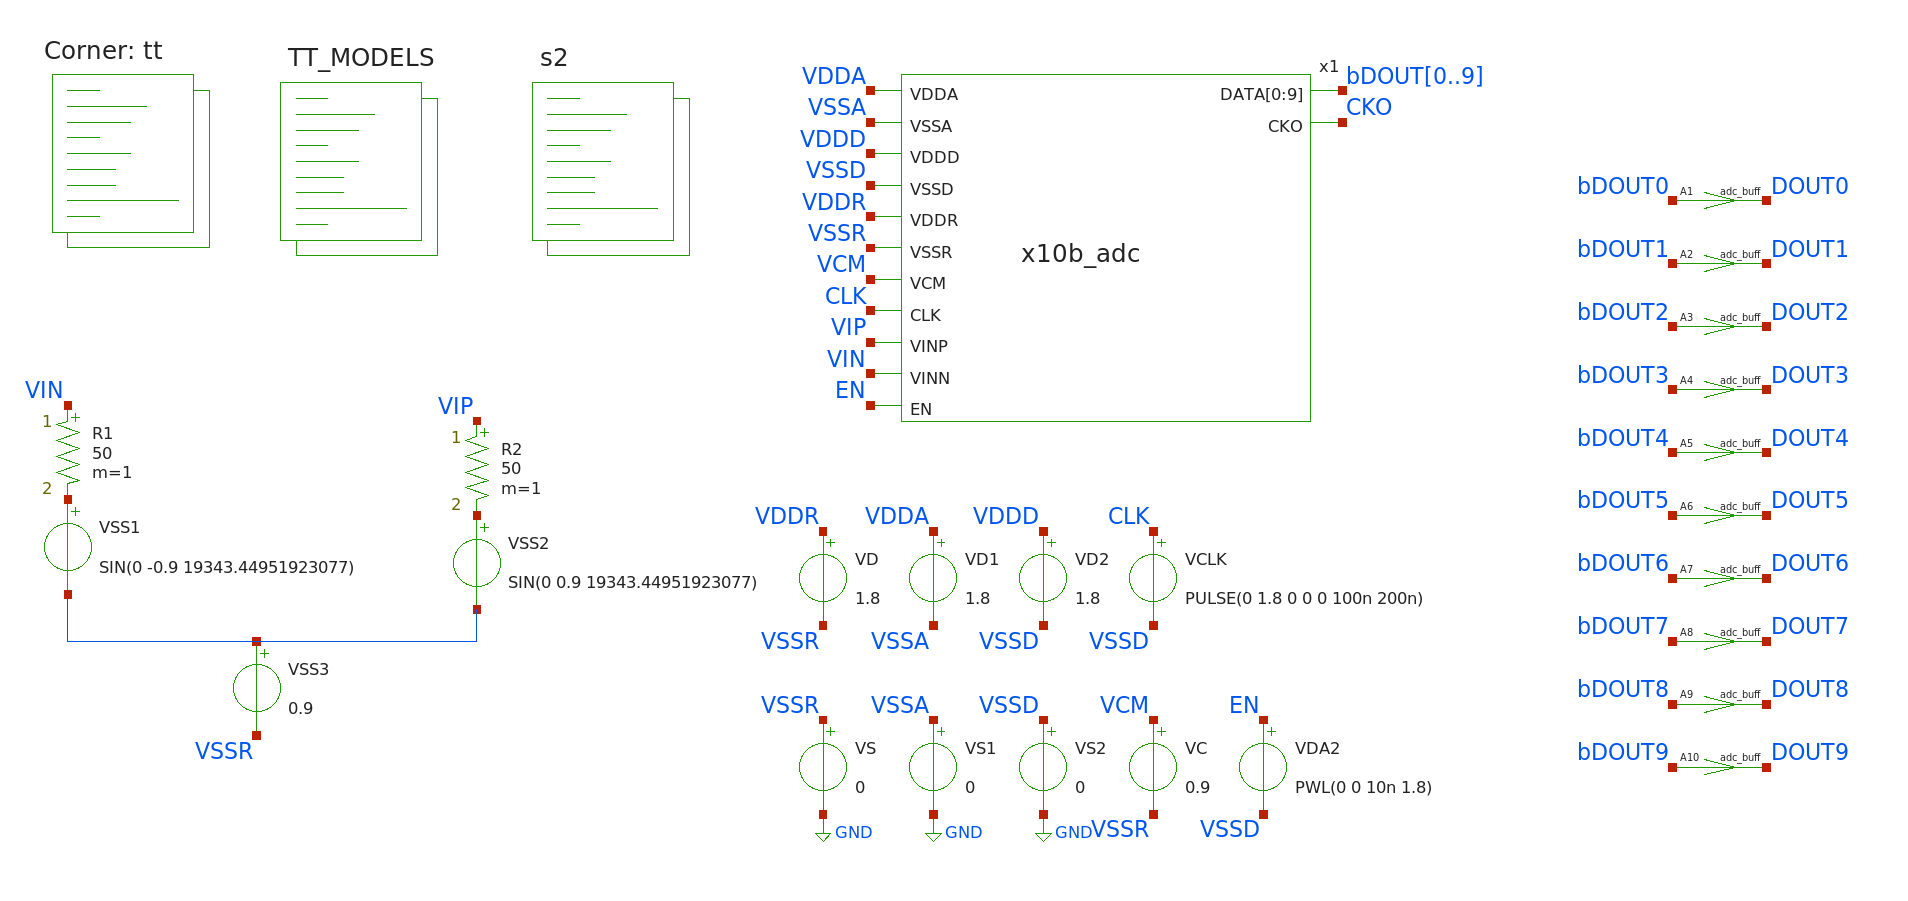 Corner: tt
TT_MODELS
s2
VDDA
VSSA
VDDD
VSSD
VDDR
VSSR
VCM
CLK
VIP
VIN
EN
VDDA
VSSA
VDDD
VSSD
VDDR
VSSR
VCM
CLK
VINP
VINN
EN
x10b_adc
DATA[0:9]
CKO
x1
bDOUT[0..9]
CKO
bDOUT0 A1 adc_buff DOUT0
bDOUT1 A2 adc_buff DOUT1
bDOUT2 A3 adc_buff DOUT2
bDOUT3 A4 adc_buff DOUT3
bDOUT4 A5 adc_buff DOUT4
bDOUT5 A6 adc_buff DOUT5
bDOUT6 A7 adc_buff DOUT6
bDOUT7 A8 adc_buff DOUT7
bDOUT8 A9 adc_buff DOUT8
bDOUT9 A10 adc_buff DOUT9
VIN
1
+
R1
50
m=1
2
+
VSS1
SIN(0 -0.9 19343.44951923077)
VIP
1
+
R2
50
m=1
2
+
VSS2
SIN(0 0.9 19343.44951923077)
+
VSS3
0.9
VSSR
VDDR
+
VD
1.8
VSSR
VDDA
+
VD1
1.8
VSSA
VDDD
+
VD2
1.8
VSSD
CLK
+
VCLK
PULSE(0 1.8 0 0 0 100n 200n)
VSSD
VSSR
+
VS
0
GND
VSSA
+
VS1
0
GND
VSSD
+
VS2
0
GND
VCM
+
VC
0.9
VSSR
EN
+
VDA2
PWL(0 0 10n 1.8)
VSSD